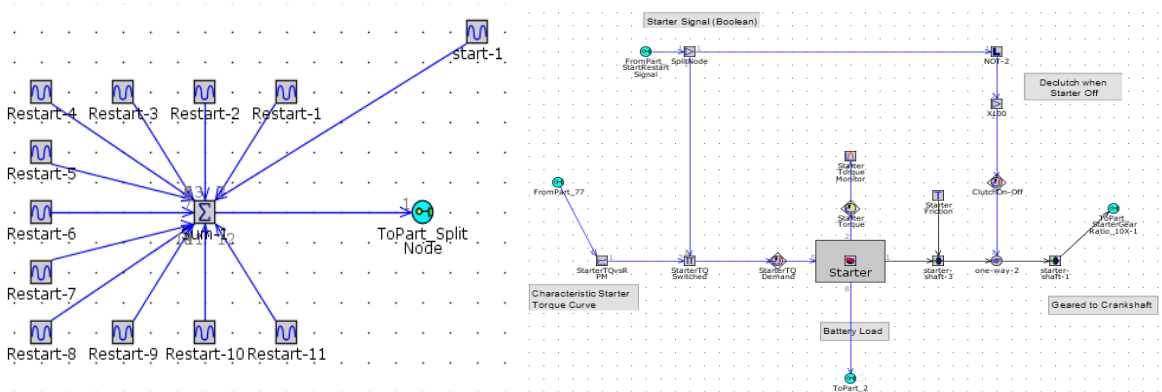 start-1
Restart-4
Restart-3
Restart-2
Restart-1
Restart-5
Restart-6
Sum-1
1
ToPart_Split
Node
Restart-7
Restart-8
Restart-9
Restart-10
Restart-11
12
Starter Signal (Boolean)
FromPart_
StartRestart
Signal
SplitNode
NOT-2
Declutch when
Starter Off
X100
Starter
Torque
Monitor
FromPart_77
ClutchOn-Off
Starter
Friction
Starter
Torque
ToPart_
StarterGear
Ratio_10X-1
StarterTQvsR
PM
StarterTQ
Switched
StarterTQ
Demand
Starter
starter-
shaft-3
one-way-2
starter-
shaft-1
Characteristic Starter
Torque Curve
Geared to Crankshaft
Battery Load
ToPart_2